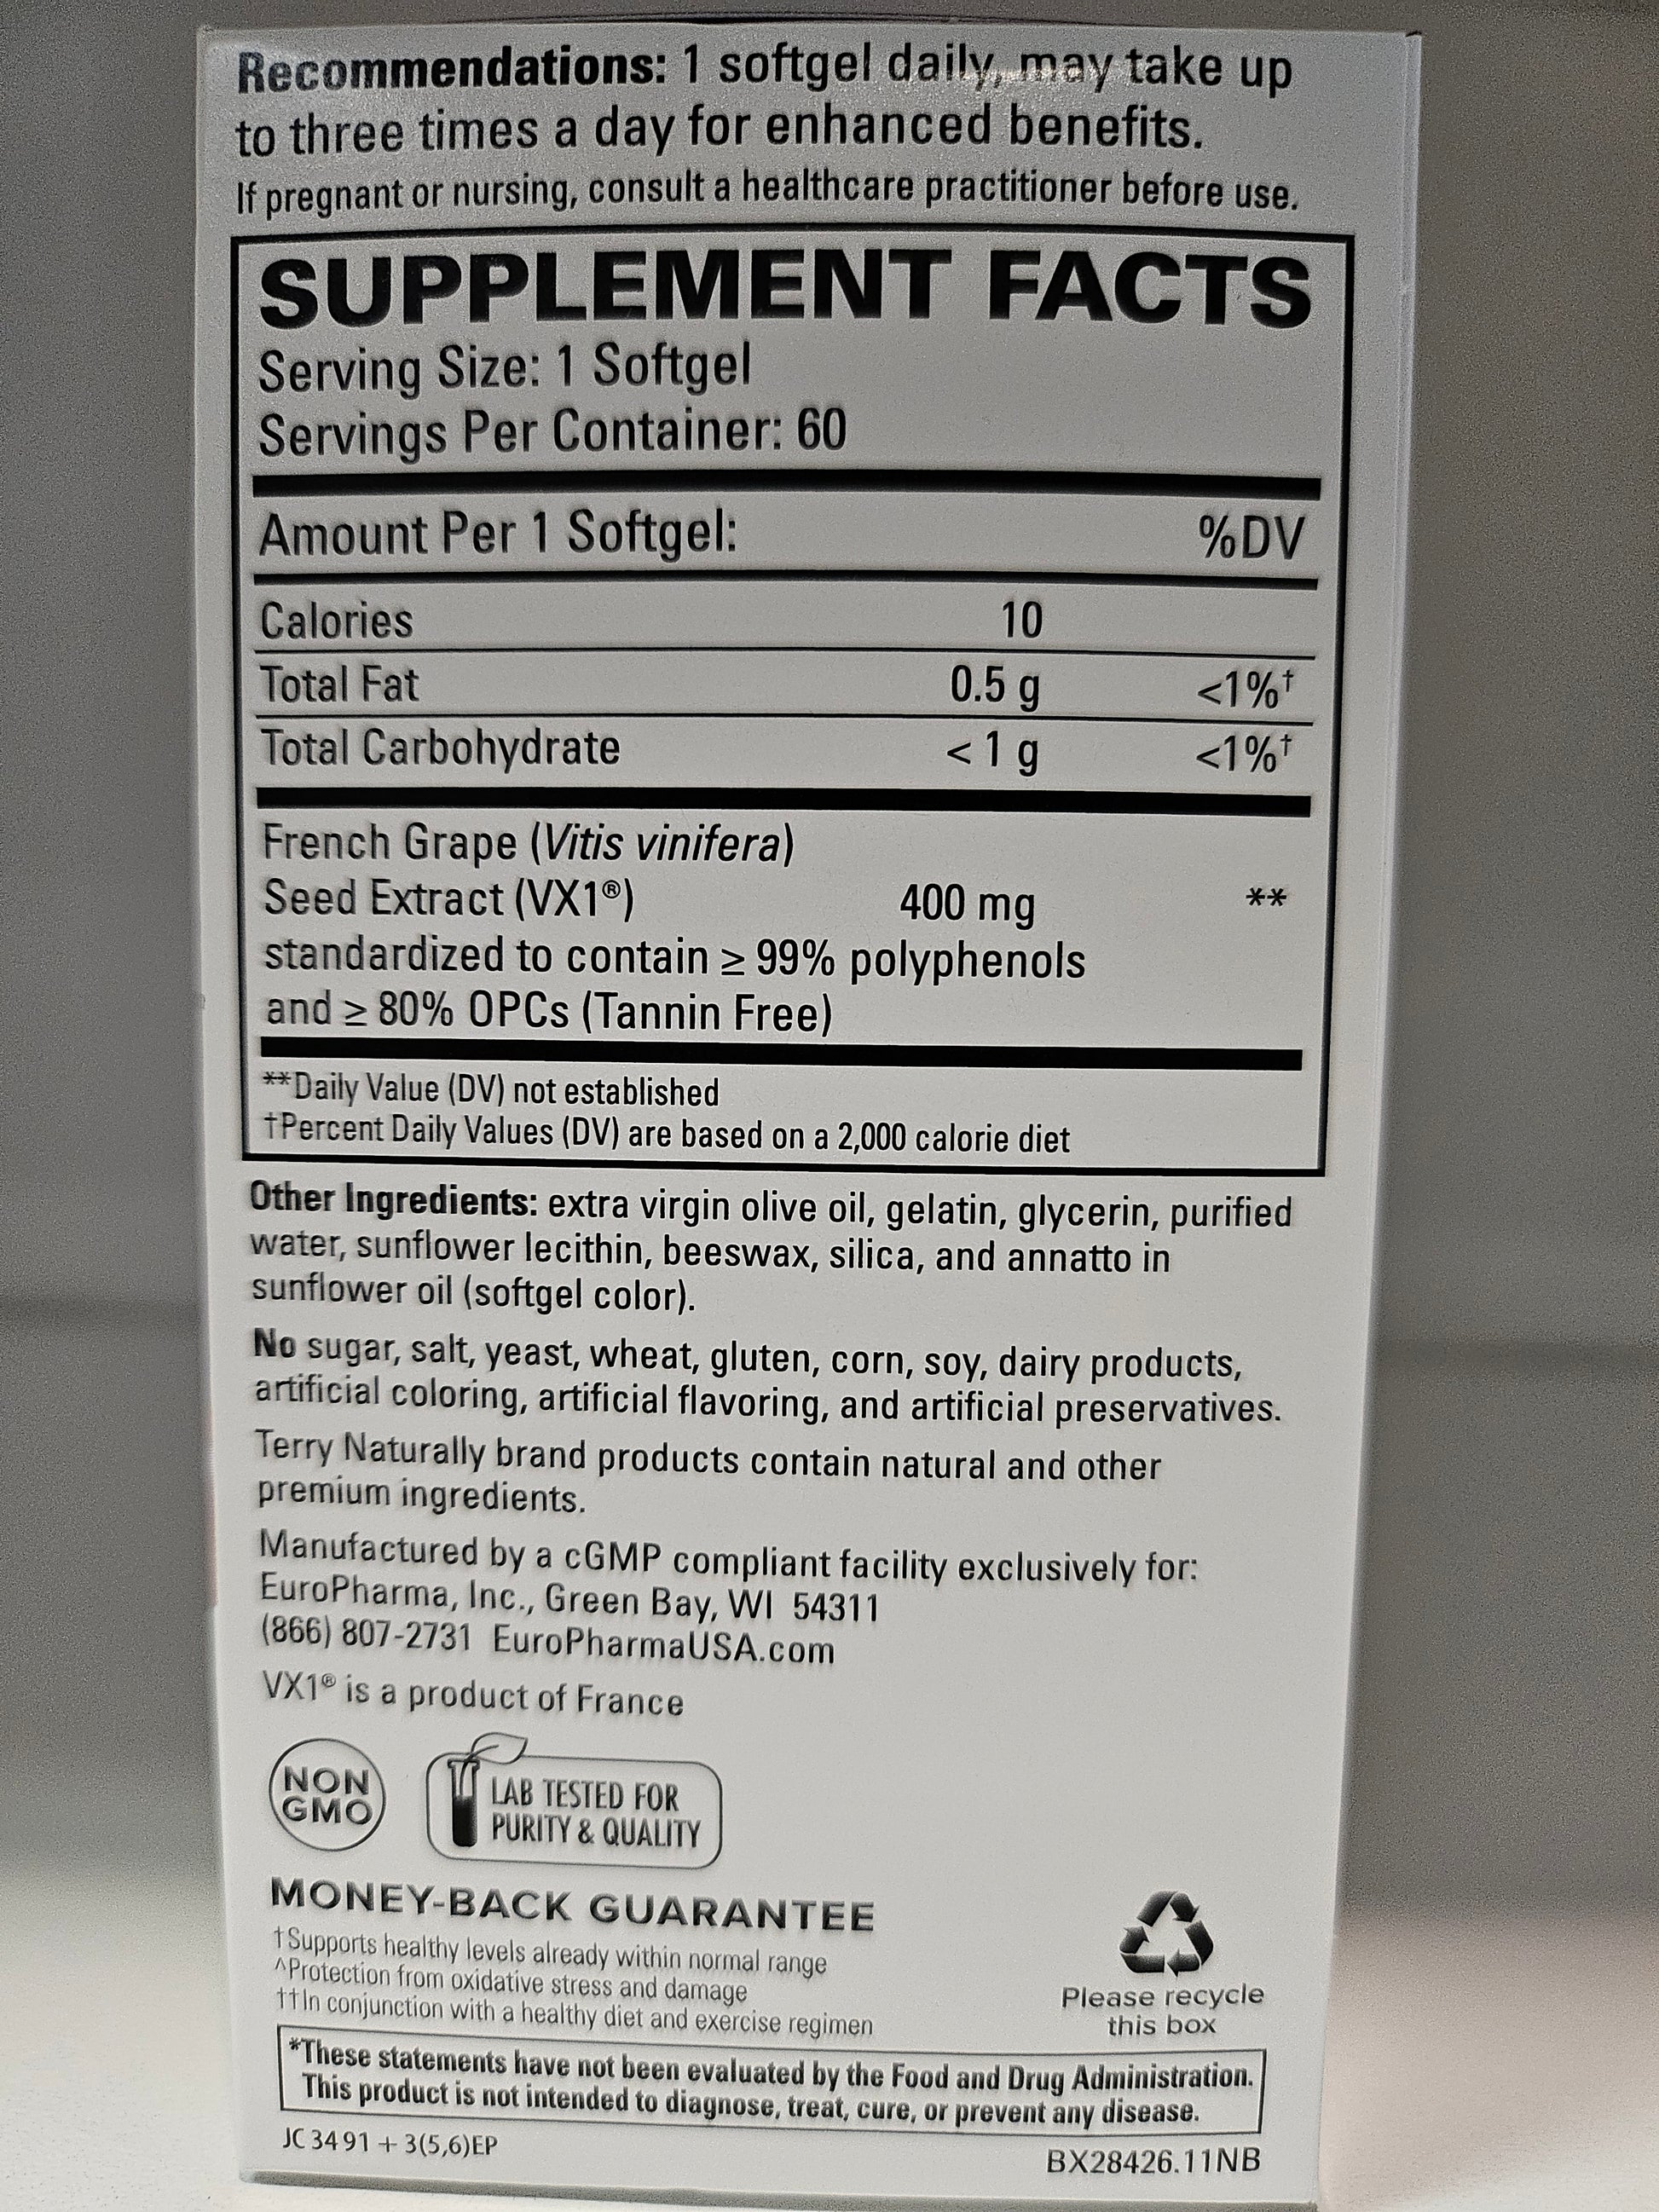 Recommendations: 1 softgel daily, may take up
to three times a day for enhanced benefits.
If pregnant or nursing, consult a healthcare practitioner before use.
SUPPLEMENT FACTS
Serving Size: 1 Softgel
Servings Per Container: 60
Amount Per 1 Softgel: %DV
Calories 10
Total Fat 0.5 g <1%†
Total Carbohydrate < 1 g <1%†
French Grape (Vitis vinifera)
Seed Extract (VX1®) 400 mg **
standardized to contain ≥ 99% polyphenols
and ≥ 80% OPCs (Tannin Free)
**Daily Value (DV) not established
†Percent Daily Values (DV) are based on a 2,000 calorie diet
Other Ingredients: extra virgin olive oil, gelatin, glycerin, purified
water, sunflower lecithin, beeswax, silica, and annatto in
sunflower oil (softgel color).
No sugar, salt, yeast, wheat, gluten, corn, soy, dairy products,
artificial coloring, artificial flavoring, and artificial preservatives.
Terry Naturally brand products contain natural and other
premium ingredients.
Manufactured by a cGMP compliant facility exclusively for:
EuroPharma, Inc., Green Bay, WI 54311
(866) 807-2731 EuroPharmaUSA.com
VX1® is a product of France
NON
GMO
LAB TESTED FOR
PURITY & QUALITY
MONEY-BACK GUARANTEE
†Supports healthy levels already within normal range
^Protection from oxidative stress and damage
††In conjunction with a healthy diet and exercise regimen
Please recycle
this box
*These statements have not been evaluated by the Food and Drug Administration.
This product is not intended to diagnose, treat, cure, or prevent any disease.
JC 3491 + 3(5,6)EP
BX28426.11NB